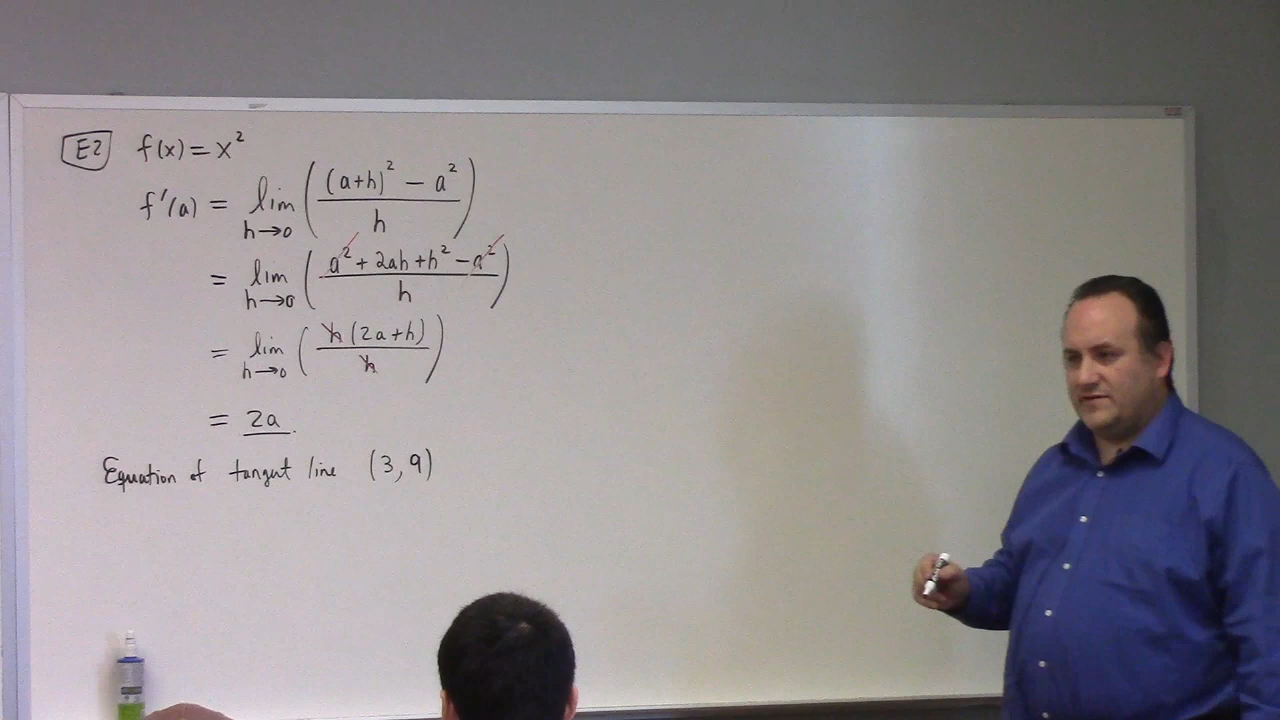 E2 f(x) = x²
f'(a) = lim h→0 ( ((a+h)² - a²) / h )
= lim h→0 ( (a² + 2ah + h² - a²) / h )
= lim h→0 ( h(2a+h) / h )
= 2a.
Equation of tangent line (3, 9)